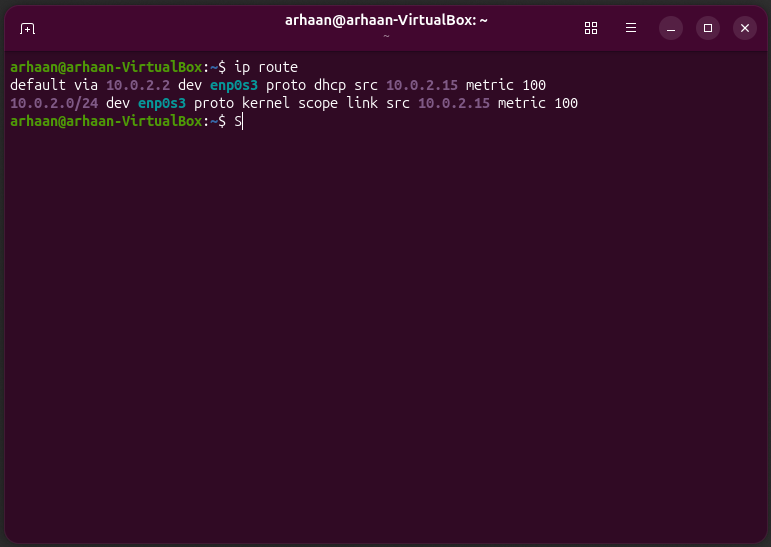 arhaan@arhaan-VirtualBox: ~
~
arhaan@arhaan-VirtualBox:~$ ip route
default via 10.0.2.2 dev enp0s3 proto dhcp src 10.0.2.15 metric 100
10.0.2.0/24 dev enp0s3 proto kernel scope link src 10.0.2.15 metric 100
arhaan@arhaan-VirtualBox:~$ S